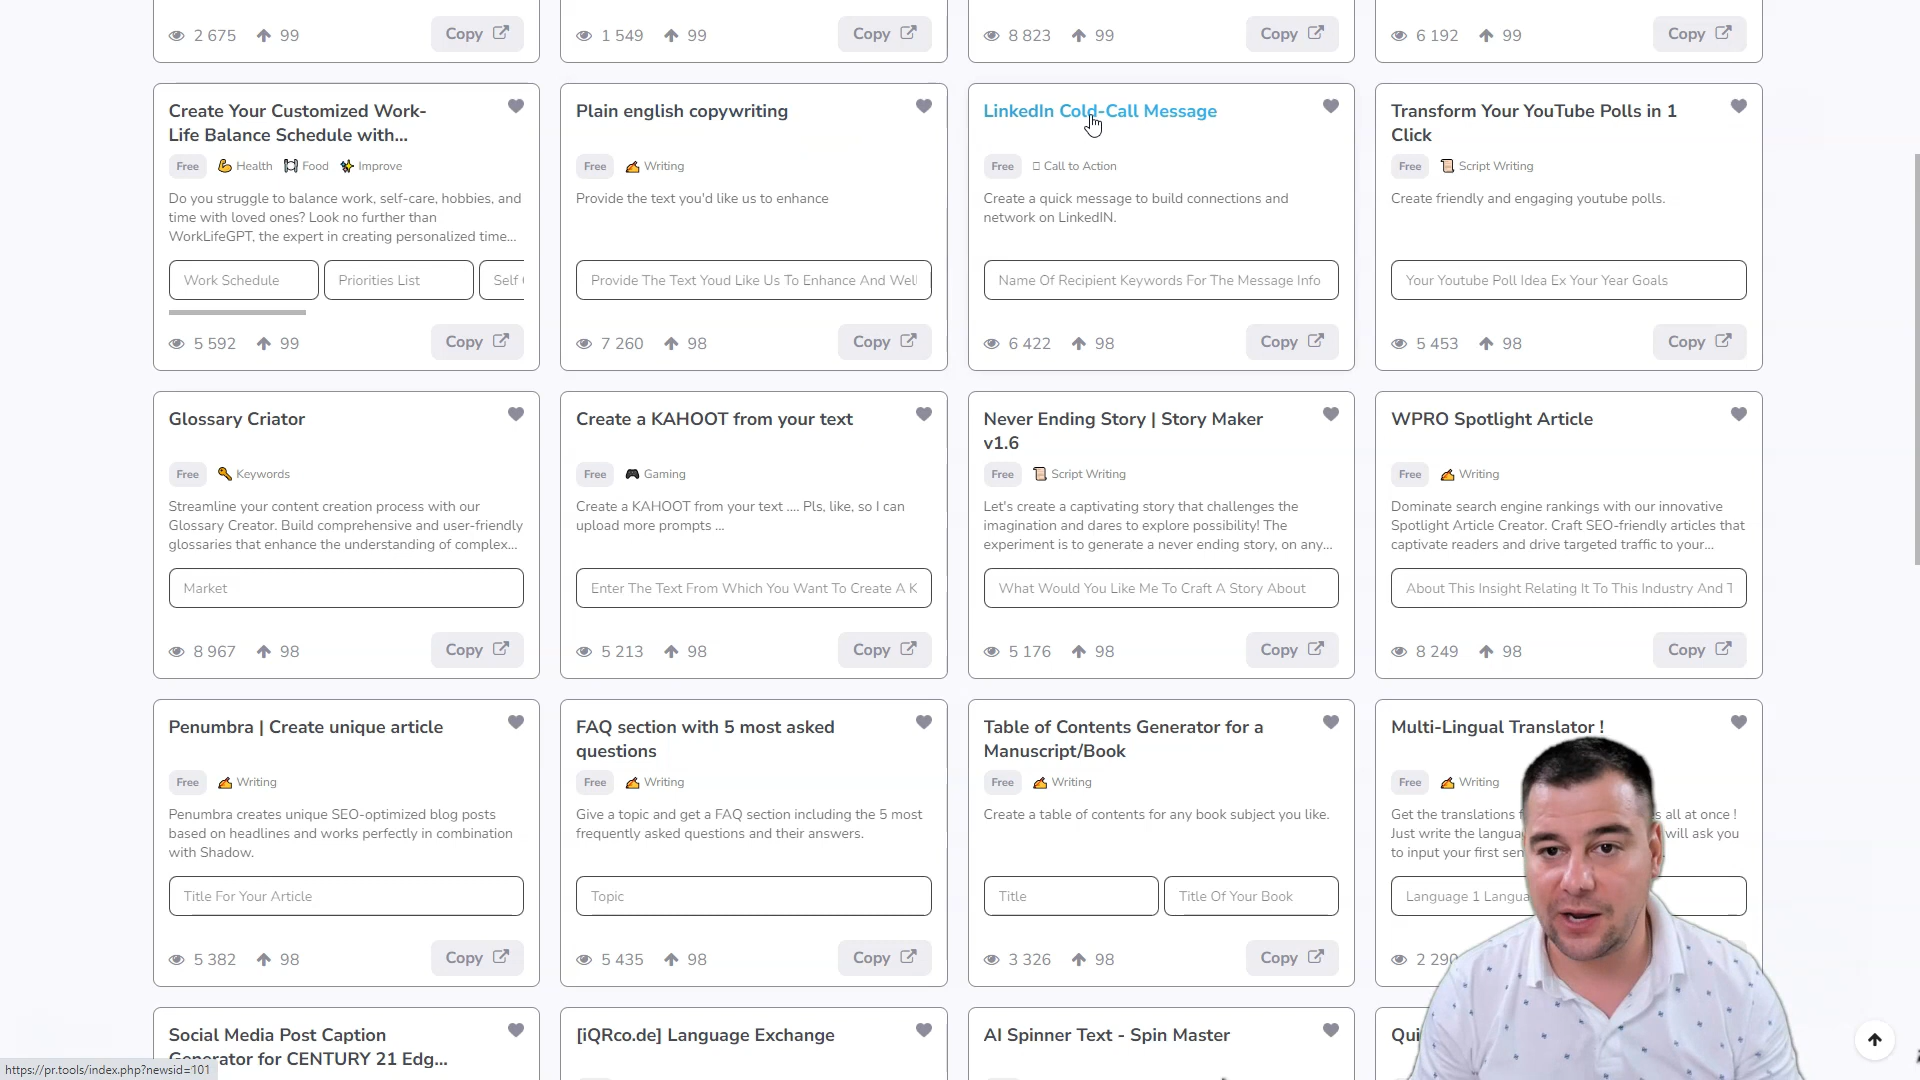 2 675 99 Copy
1 549 99 Copy
8 823 99 Copy
6 192 99 Copy
Create Your Customized Work-
Life Balance Schedule with...
Free Health Food Improve
Do you struggle to balance work, self-care, hobbies, and
time with loved ones? Look no further than
WorkLifeGPT, the expert in creating personalized time...
Work Schedule Priorities List Self
5 592 99 Copy
Plain english copywriting
Free Writing
Provide the text you'd like us to enhance
Provide The Text Youd Like Us To Enhance And Well
7 260 98 Copy
LinkedIn Cold-Call Message
Free Call to Action
Create a quick message to build connections and
network on LinkedIN.
Name Of Recipient Keywords For The Message Info
6 422 98 Copy
Transform Your YouTube Polls in 1
Click
Free Script Writing
Create friendly and engaging youtube polls.
Your Youtube Poll Idea Ex Your Year Goals
5 453 98 Copy
Glossary Criator
Free Keywords
Streamline your content creation process with our
Glossary Creator. Build comprehensive and user-friendly
glossaries that enhance the understanding of complex...
Market
8 967 98 Copy
Create a KAHOOT from your text
Free Gaming
Create a KAHOOT from your text .... Pls, like, so I can
upload more prompts ...
Enter The Text From Which You Want To Create A K
5 213 98 Copy
Never Ending Story | Story Maker
v1.6
Free Script Writing
Let's create a captivating story that challenges the
imagination and dares to explore possibility! The
experiment is to generate a never ending story, on any...
What Would You Like Me To Craft A Story About
5 176 98 Copy
WPRO Spotlight Article
Free Writing
Dominate search engine rankings with our innovative
Spotlight Article Creator. Craft SEO-friendly articles that
captivate readers and drive targeted traffic to your...
About This Insight Relating It To This Industry And T
8 249 98 Copy
Penumbra | Create unique article
Free Writing
Penumbra creates unique SEO-optimized blog posts
based on headlines and works perfectly in combination
with Shadow.
Title For Your Article
5 382 98 Copy
FAQ section with 5 most asked
questions
Free Writing
Give a topic and get a FAQ section including the 5 most
frequently asked questions and their answers.
Topic
5 435 98 Copy
Table of Contents Generator for a
Manuscript/Book
Free Writing
Create a table of contents for any book subject you like.
Title Title Of Your Book
3 326 98 Copy
Multi-Lingual Translator !
Free Writing
Get the translations all at once !
Just write the will ask you
to input your first
Language 1
2 290
Social Media Post Caption
Generator for CENTURY 21 Edg...
[iQRco.de] Language Exchange
AI Spinner Text - Spin Master
https://pr.tools/index.php?newsid=101